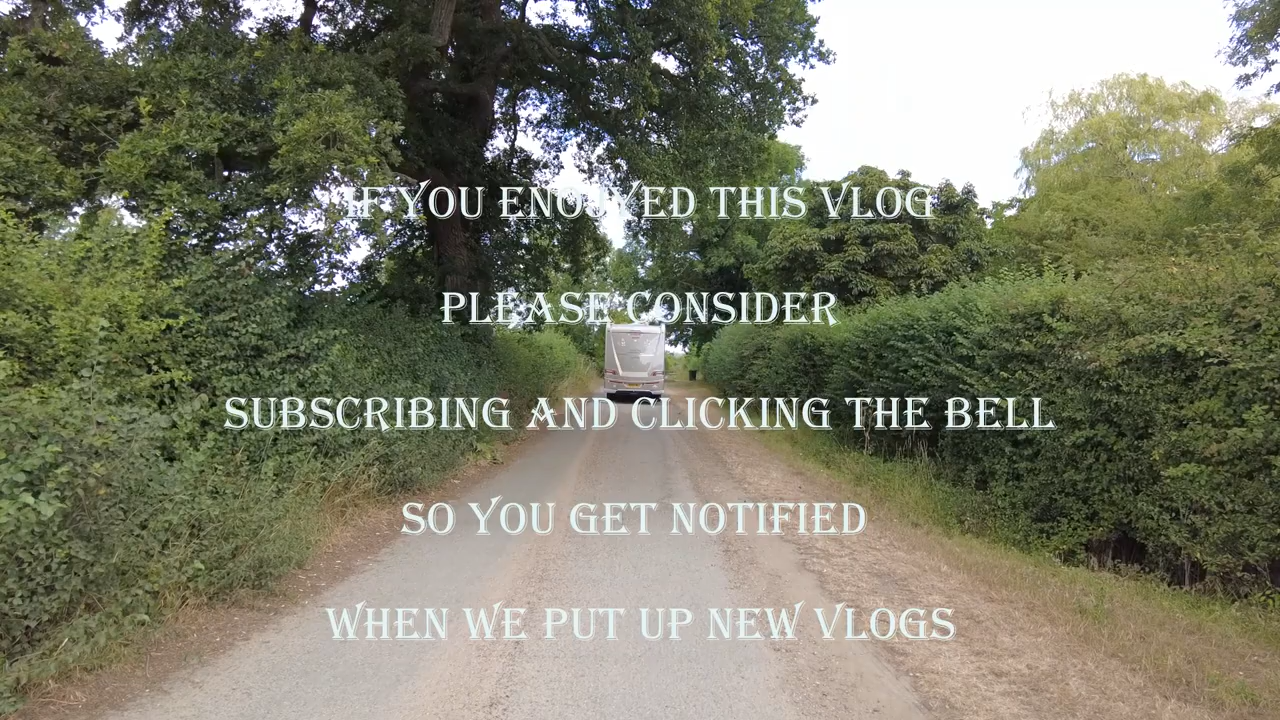 IF YOU ENOJYED THIS VLOG
PLEASE CONSIDER
SUBSCRIBING AND CLICKING THE BELL
SO YOU GET NOTIFIED
WHEN WE PUT UP NEW VLOGS